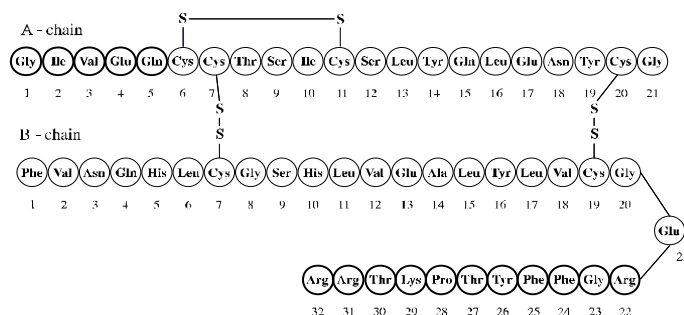 S S
A - chain
Gly Ile Val Glu Gln Cys Cys Thr Ser Ile Cys Ser Leu Tyr Gln Leu Glu Asn Tyr Cys Gly
1 2 3 4 5 6 7 8 9 10 11 12 13 14 15 16 17 18 19 20 21
S S
S S
B - chain
Phe Val Asn Gln His Leu Cys Gly Ser His Leu Val Glu Ala Leu Tyr Leu Val Cys Gly
1 2 3 4 5 6 7 8 9 10 11 12 13 14 15 16 17 18 19 20
Glu
2
Arg Arg Thr Lys Pro Thr Tyr Phe Phe Gly Arg
32 31 30 29 28 27 26 25 24 23 22